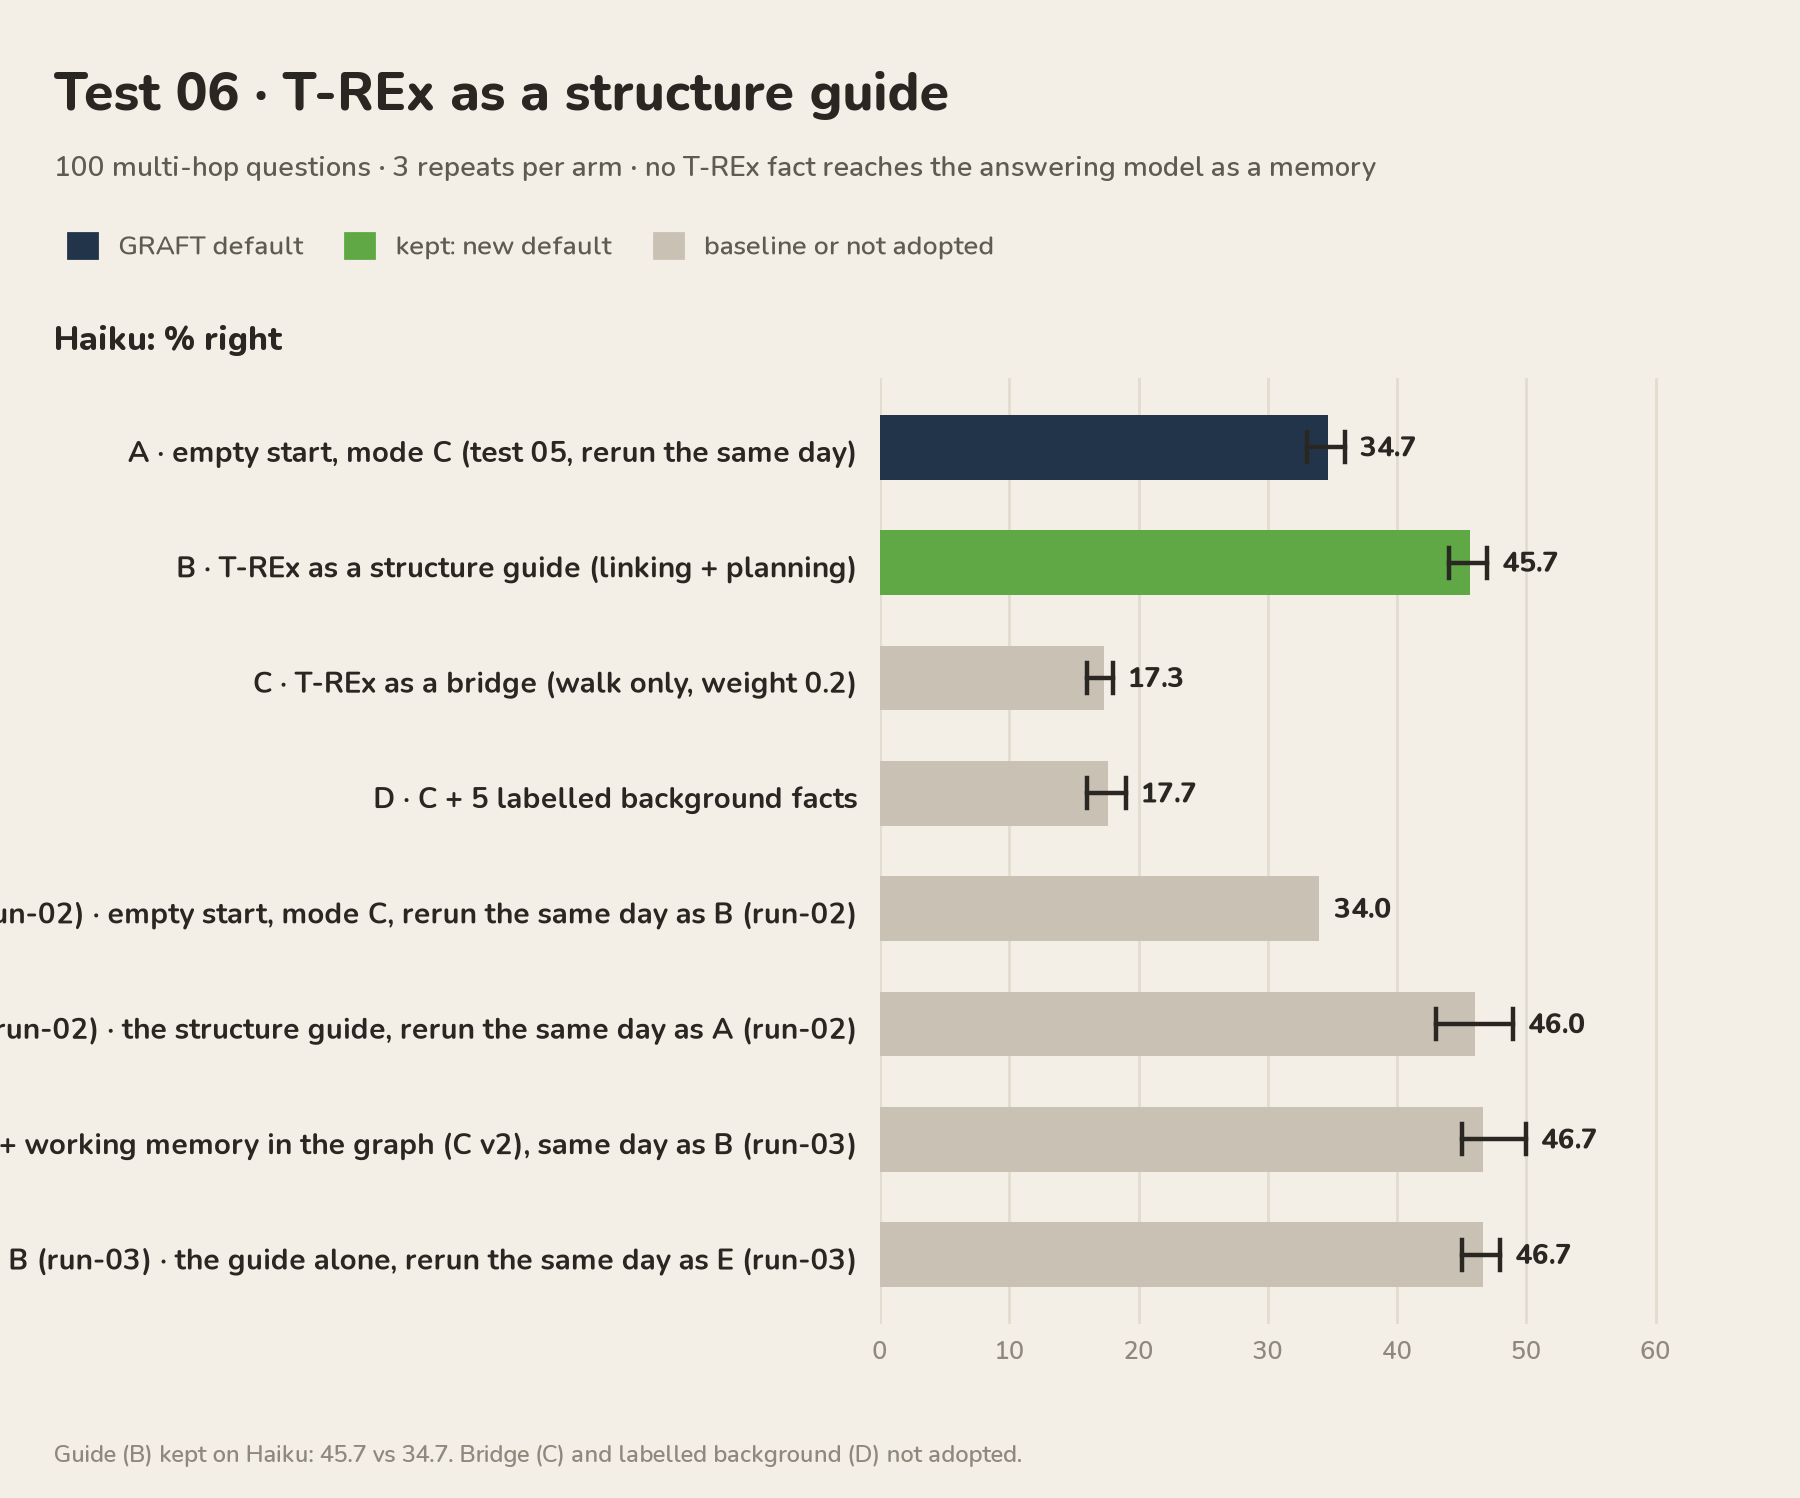 Test 06 · T-REx as a structure guide
100 multi-hop questions · 3 repeats per arm · no T-REx fact reaches the answering model as a memory
GRAFT default
kept: new default
baseline or not adopted
Haiku: % right
A · empty start, mode C (test 05, rerun the same day)
34.7
B · T-REx as a structure guide (linking + planning)
45.7
C · T-REx as a bridge (walk only, weight 0.2)
17.3
D · C + 5 labelled background facts
17.7
un-02) · empty start, mode C, rerun the same day as B (run-02)
34.0
run-02) · the structure guide, rerun the same day as A (run-02)
46.0
+ working memory in the graph (C v2), same day as B (run-03)
46.7
B (run-03) · the guide alone, rerun the same day as E (run-03)
46.7
0 10 20 30 40 50 60
Guide (B) kept on Haiku: 45.7 vs 34.7. Bridge (C) and labelled background (D) not adopted.